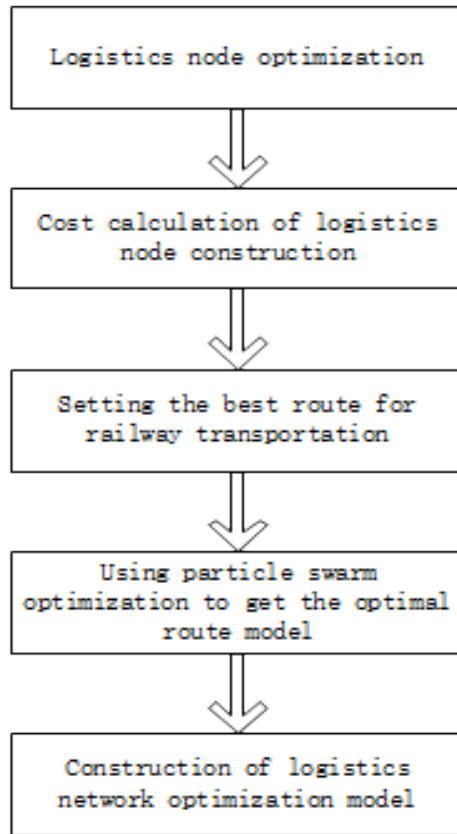 Logistics node optimization
Cost calculation of logistics
node construction
Setting the best route for
railway transportation
Using particle swarm
optimization to get the optimal
route model
Construction of logistics
network optimization model